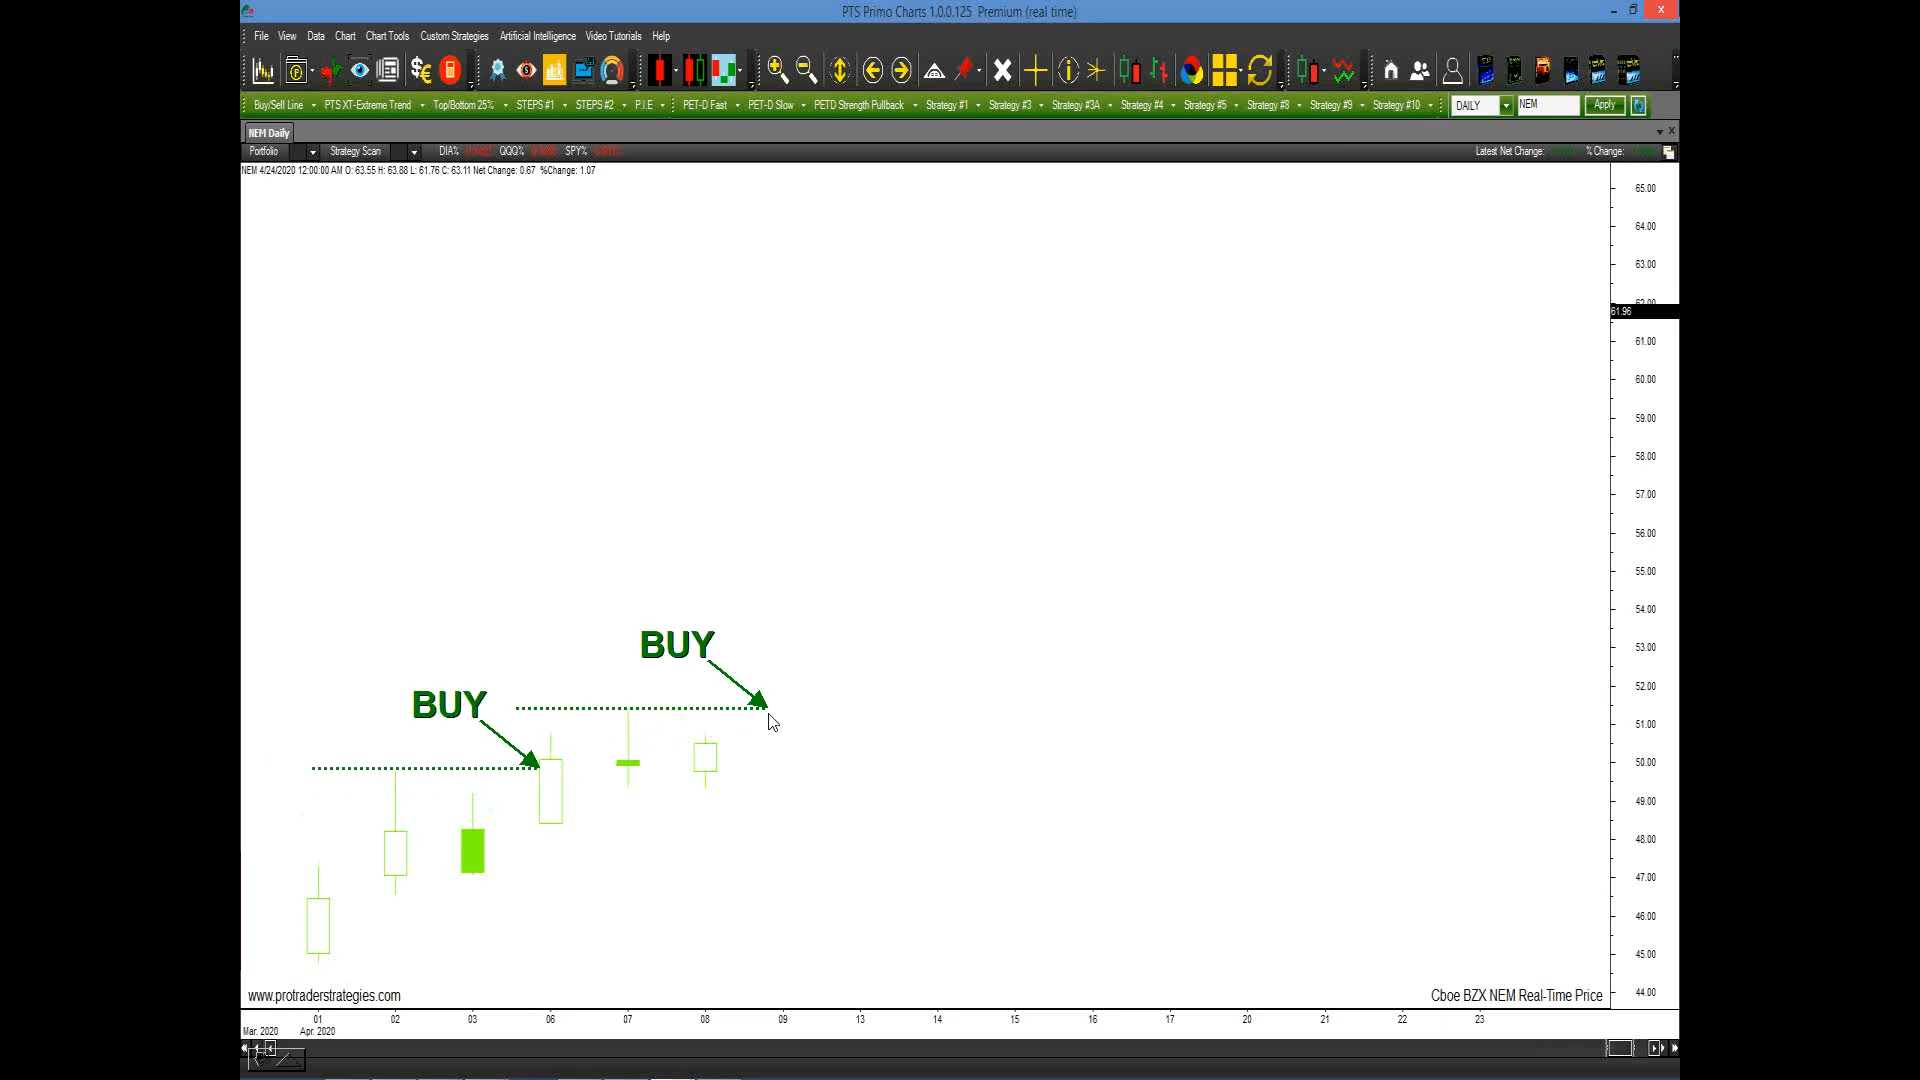 PTS Primo Charts 1.0.0.125 Premium (real time)
File View Data Chart Chart Tools Custom Strategies Artificial Intelligence Video Tutorials Help
Buy/Sell Line PTS XT-Extreme Trend Top/Bottom 25% STEPS #1 STEPS #2 P.I.E PET-D Fast PET-D Slow PETD Strength Pullback Strategy #1 Strategy #3 Strategy #3A Strategy #4 Strategy #5 Strategy #8 Strategy #9 Strategy #10 DAILY NEM Apply
NEM Daily
Portfolio Strategy Scan DIA% QQQ% SPY% Latest Net Change: % Change:
NEM 4/24/2020 12:00:00 AM O: 63.55 H: 63.88 L: 61.76 C: 63.11 Net Change: 0.67 %Change: 1.07
65.00
64.00
63.00
62.00
61.96
61.00
60.00
59.00
58.00
57.00
56.00
55.00
54.00
53.00
52.00
51.00
50.00
49.00
48.00
47.00
46.00
45.00
44.00
BUY
BUY
www.protraderstrategies.com
Cboe BZX NEM Real-Time Price
01 02 03 06 07 08 09 13 14 15 16 17 20 21 22 23
Mar. 2020 Apr. 2020